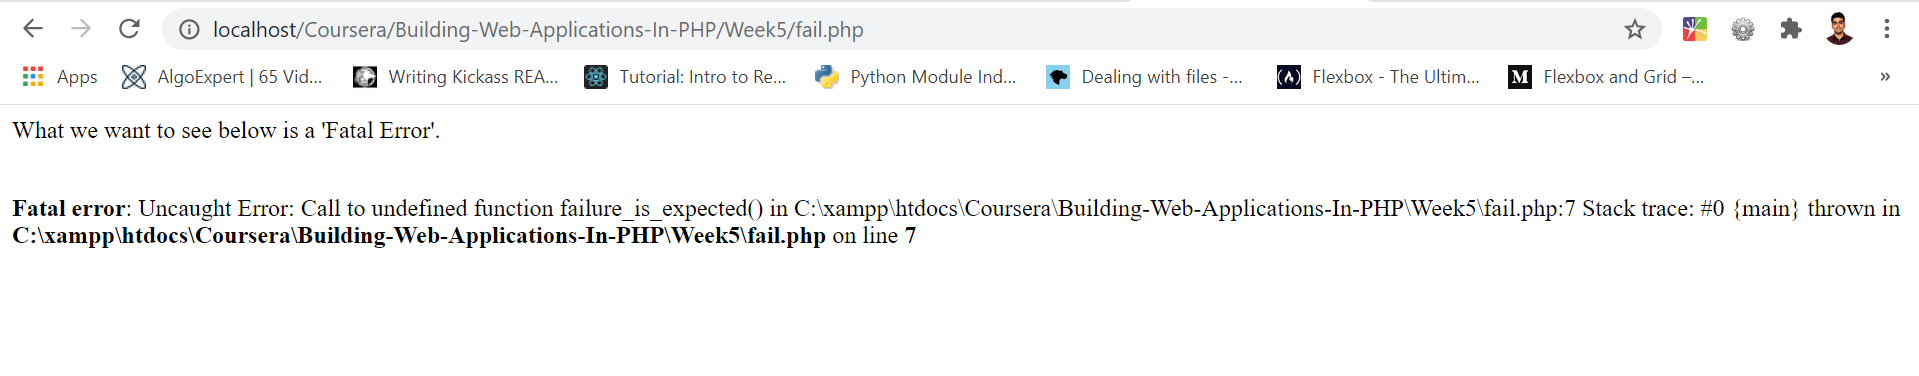 localhost/Coursera/Building-Web-Applications-In-PHP/Week5/fail.php
Apps AlgoExpert | 65 Vid... Writing Kickass REA... Tutorial: Intro to Re... Python Module Ind... Dealing with files -... Flexbox - The Ultim... M Flexbox and Grid –... »
What we want to see below is a 'Fatal Error'.
Fatal error: Uncaught Error: Call to undefined function failure_is_expected() in C:\xampp\htdocs\Coursera\Building-Web-Applications-In-PHP\Week5\fail.php:7 Stack trace: #0 {main} thrown in
C:\xampp\htdocs\Coursera\Building-Web-Applications-In-PHP\Week5\fail.php on line 7